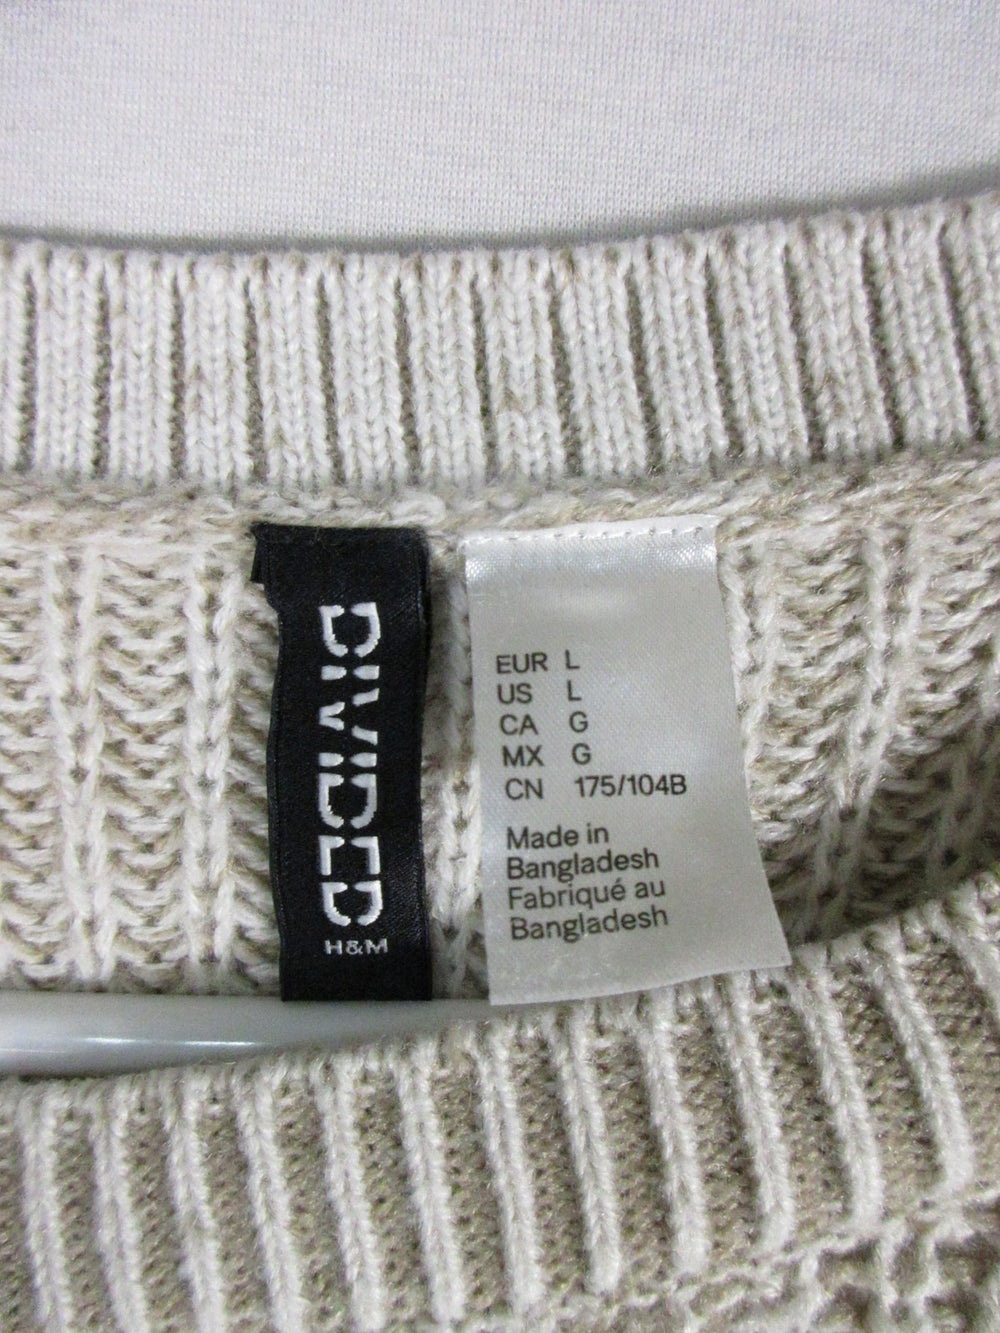 DIVIDED
H&M
EUR L
US L
CA G
MX G
CN 175/104B
Made in
Bangladesh
Fabriqué au
Bangladesh